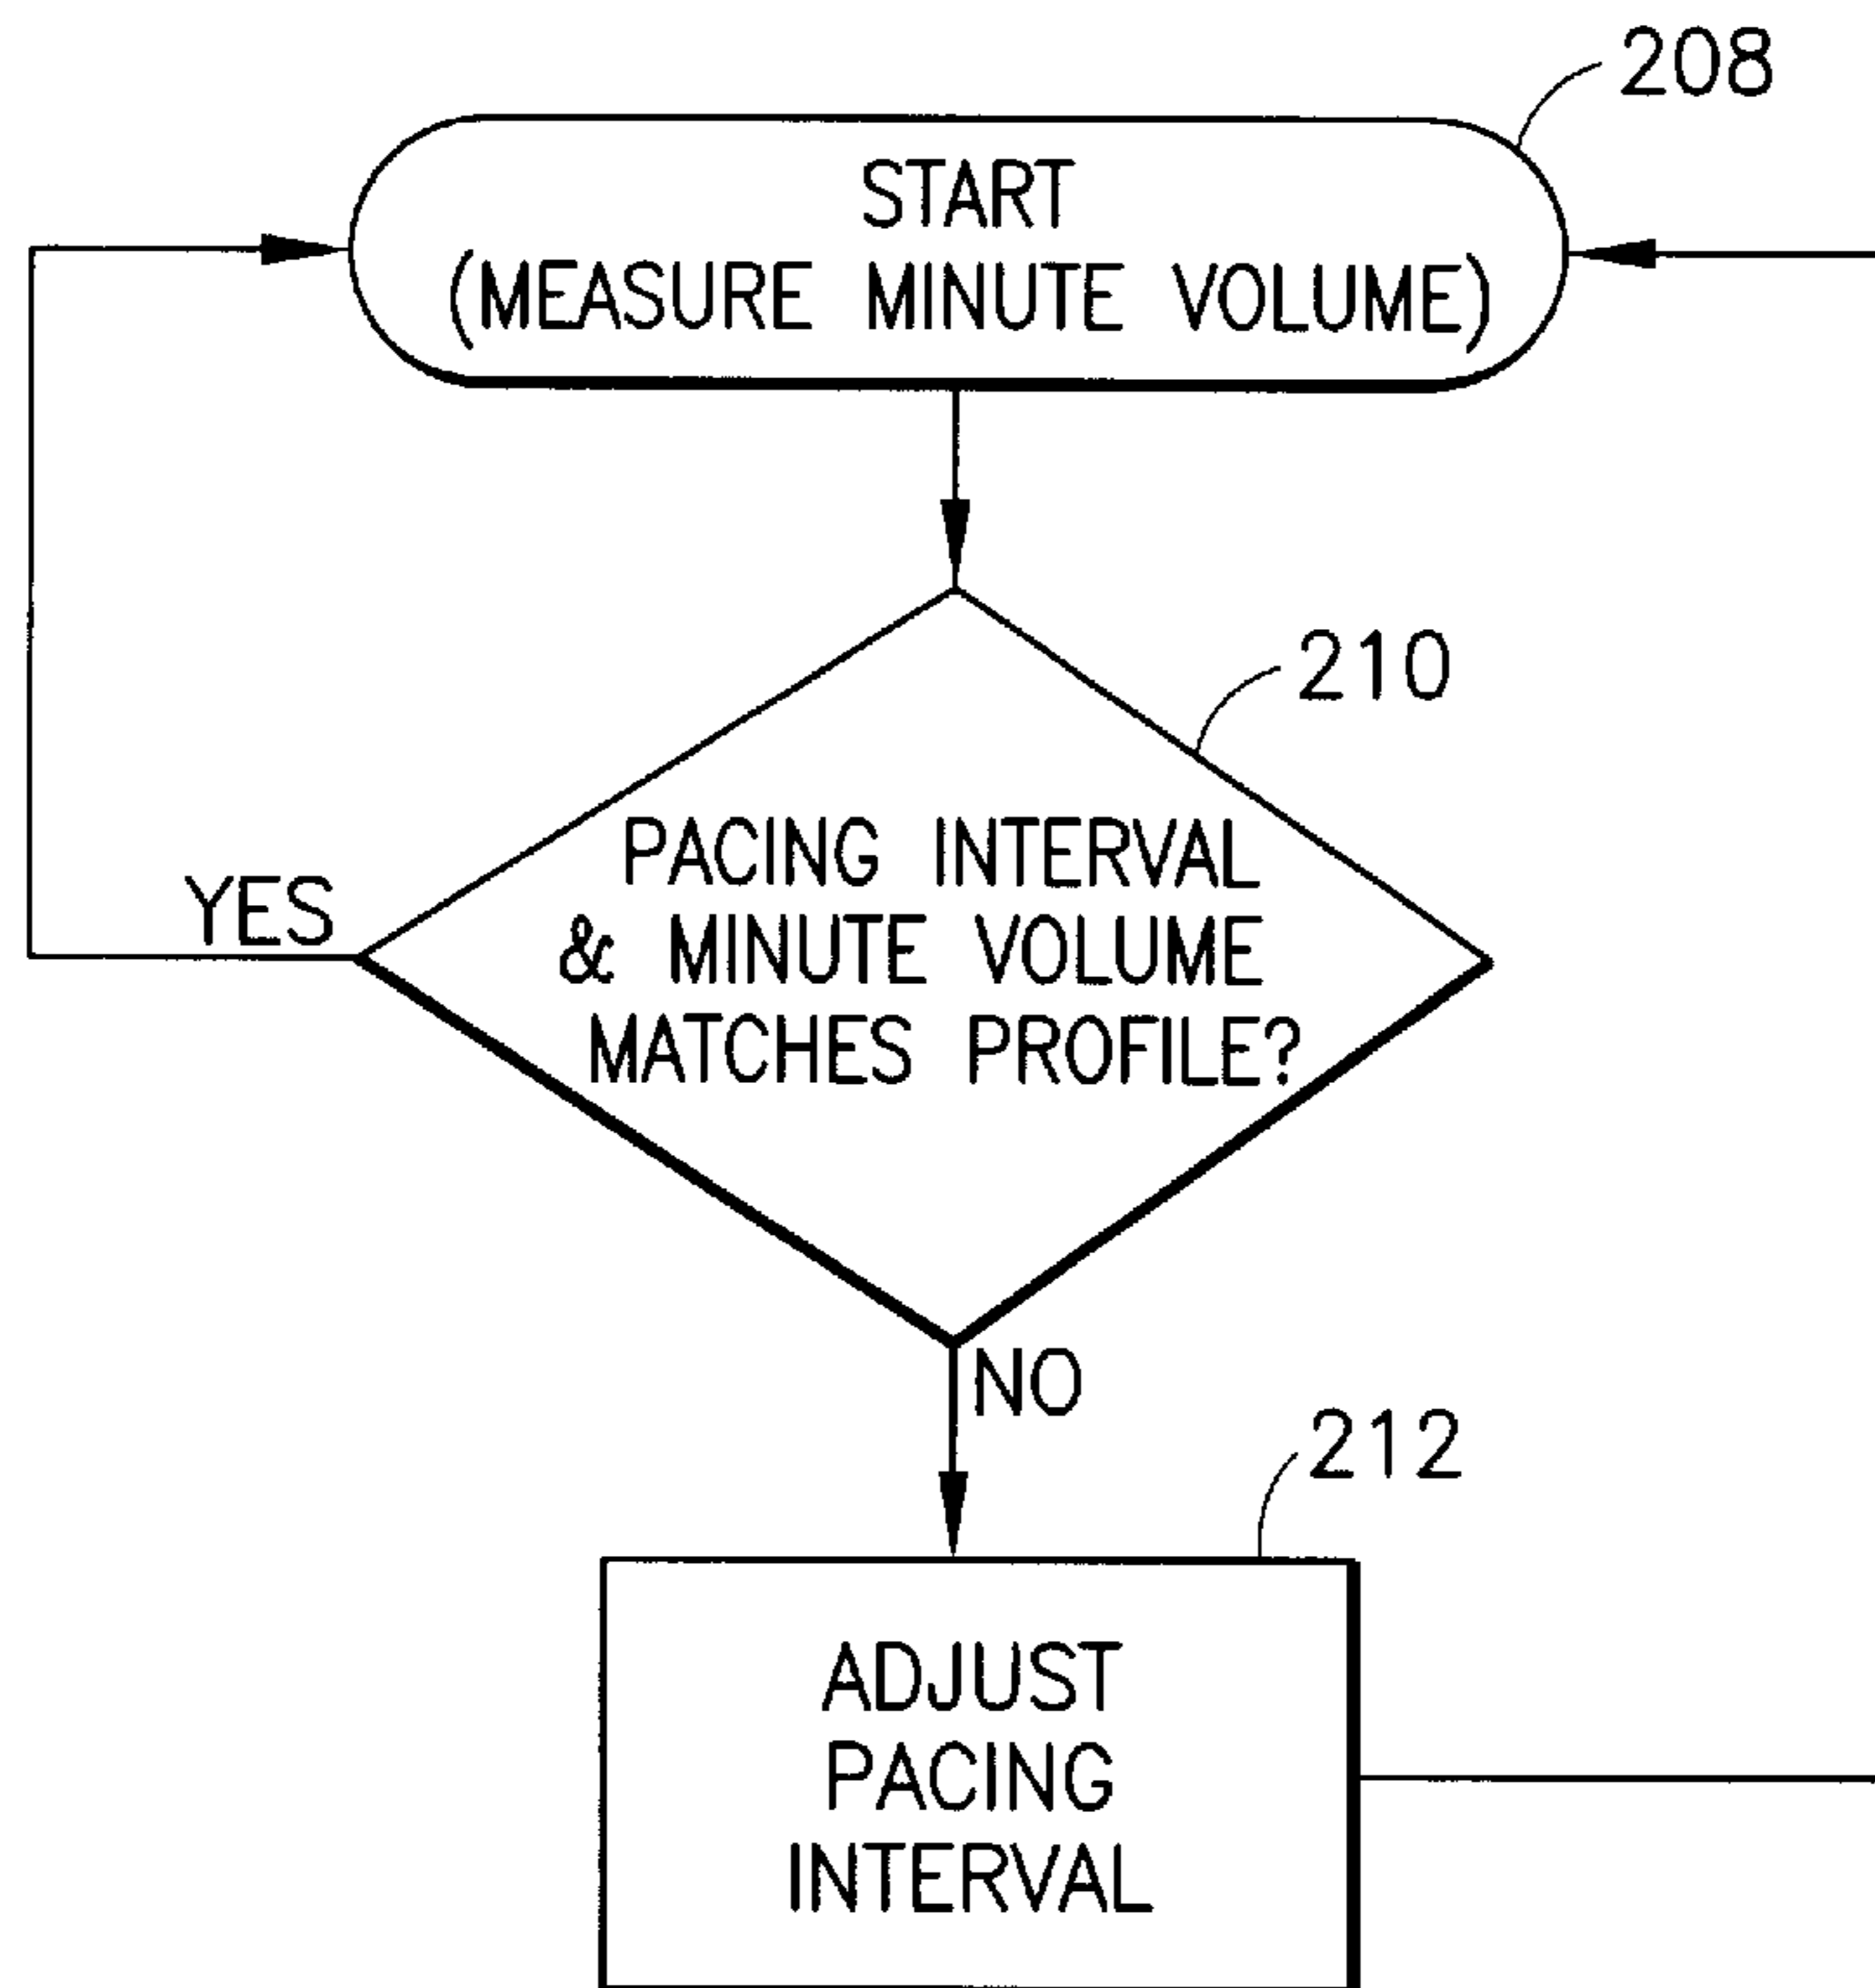 208
START
(MEASURE MINUTE VOLUME)
210
PACING INTERVAL
& MINUTE VOLUME
MATCHES PROFILE?
YES
NO
212
ADJUST
PACING
INTERVAL